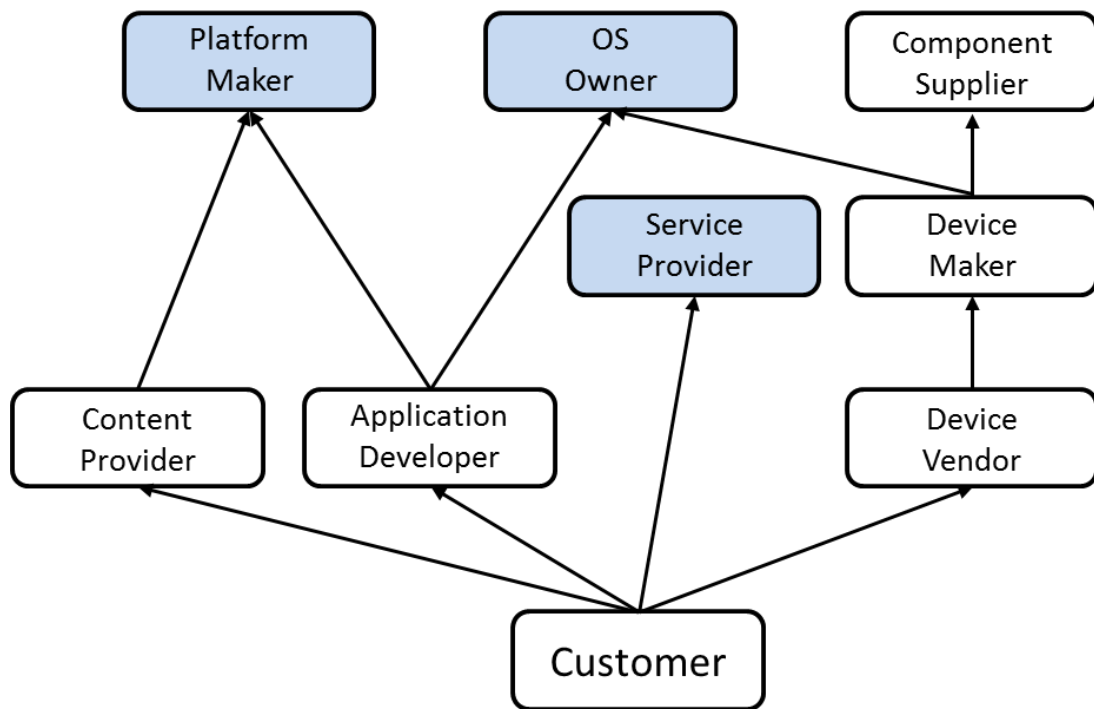 Platform
Maker
OS
Owner
Component
Supplier
Service
Provider
Device
Maker
Content
Provider
Application
Developer
Device
Vendor
Customer